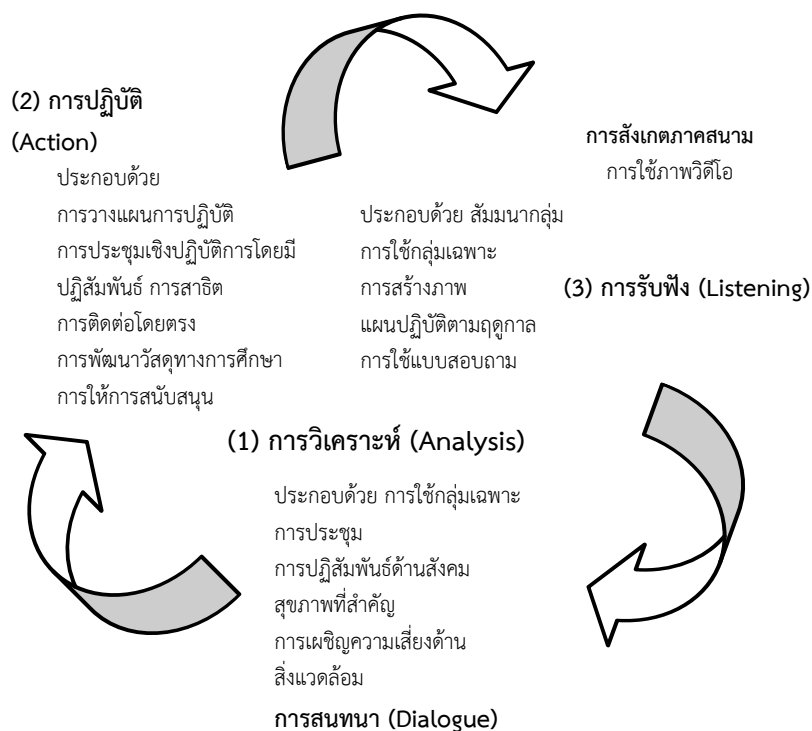 (2) การปฏิบัติ
(Action)
ประกอบด้วย
การวางแผนการปฏิบัติ
การประชุมเชิงปฏิบัติการโดยมี
ปฏิสัมพันธ์ การสาธิต
การติดต่อโดยตรง
การพัฒนาวัสดุทางการศึกษา
การให้การสนับสนุน
การสังเกตภาคสนาม
การใช้ภาพวิดีโอ
ประกอบด้วย สัมมนากลุ่ม
การใช้กลุ่มเฉพาะ
การสร้างภาพ
แผนปฏิบัติตามฤดูกาล
การใช้แบบสอบถาม
(3) การรับฟัง (Listening)
(1) การวิเคราะห์ (Analysis)
ประกอบด้วย การใช้กลุ่มเฉพาะ
การประชุม
การปฏิสัมพันธ์ด้านสังคม
สุขภาพที่สำคัญ
การเผชิญความเสี่ยงด้าน
สิ่งแวดล้อม
การสนทนา (Dialogue)